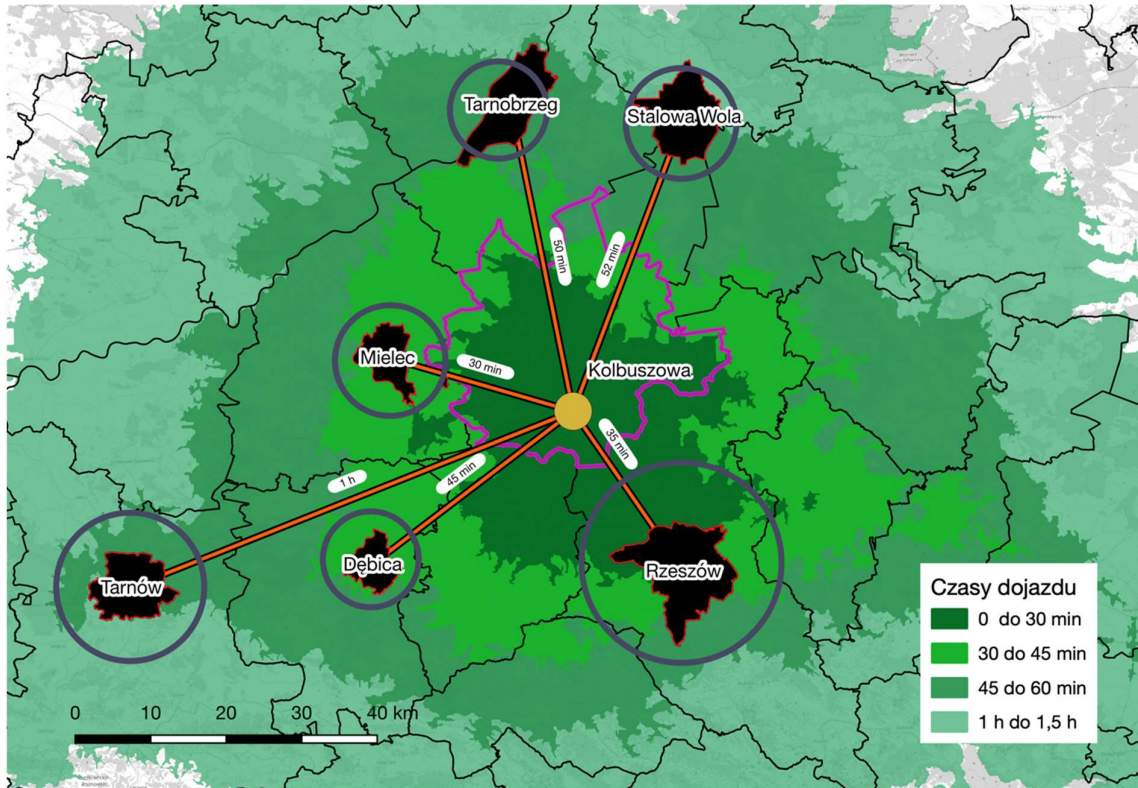 Tarnobrzeg
Stalowa Wola
50 min
52 min
Mielec
30 min
Kolbuszowa
35 min
1 h
45 min
Dębica
Tarnów
Rzeszów
Czasy dojazdu
0 do 30 min
30 do 45 min
45 do 60 min
1 h do 1,5 h
0 10 20 30 40 km